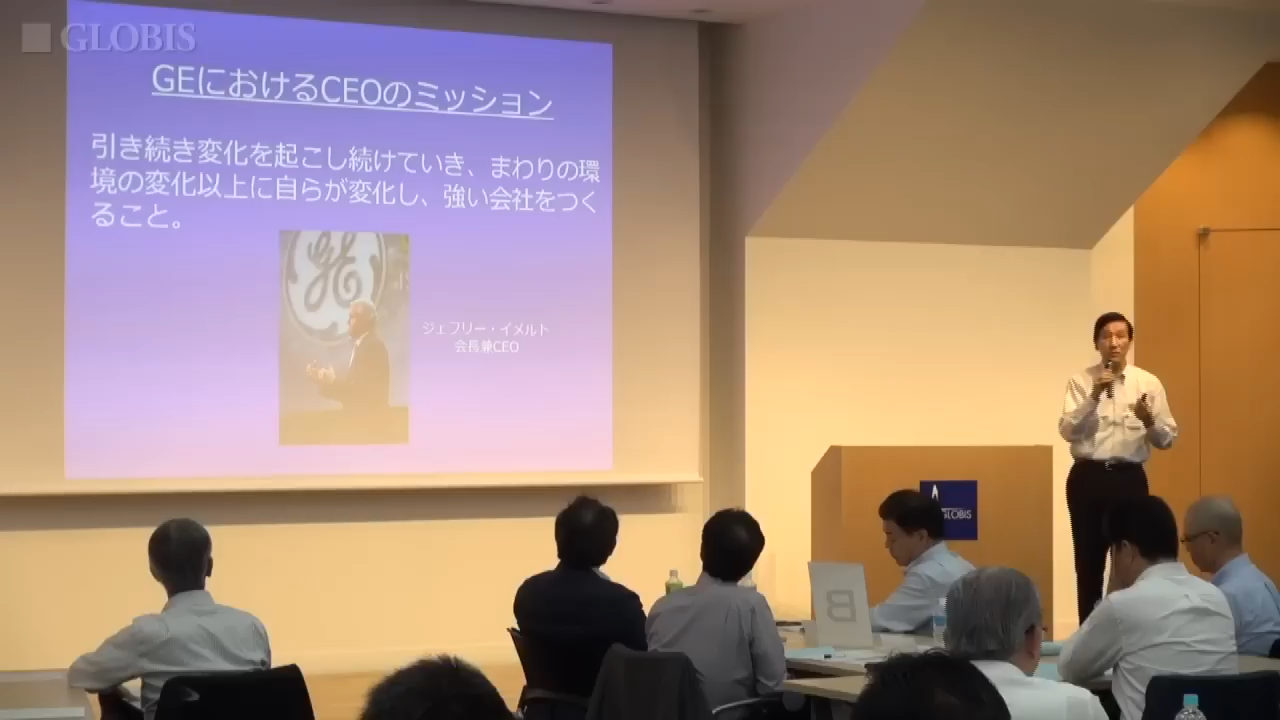 GLOBIS
GEにおけるCEOのミッション
引き続き変化を起こし続けていき、まわりの環
境の変化以上に自らが変化し、強い会社をつく
ること。
GE
ジェフリー・イメルト
会長兼CEO
GLOBIS
B